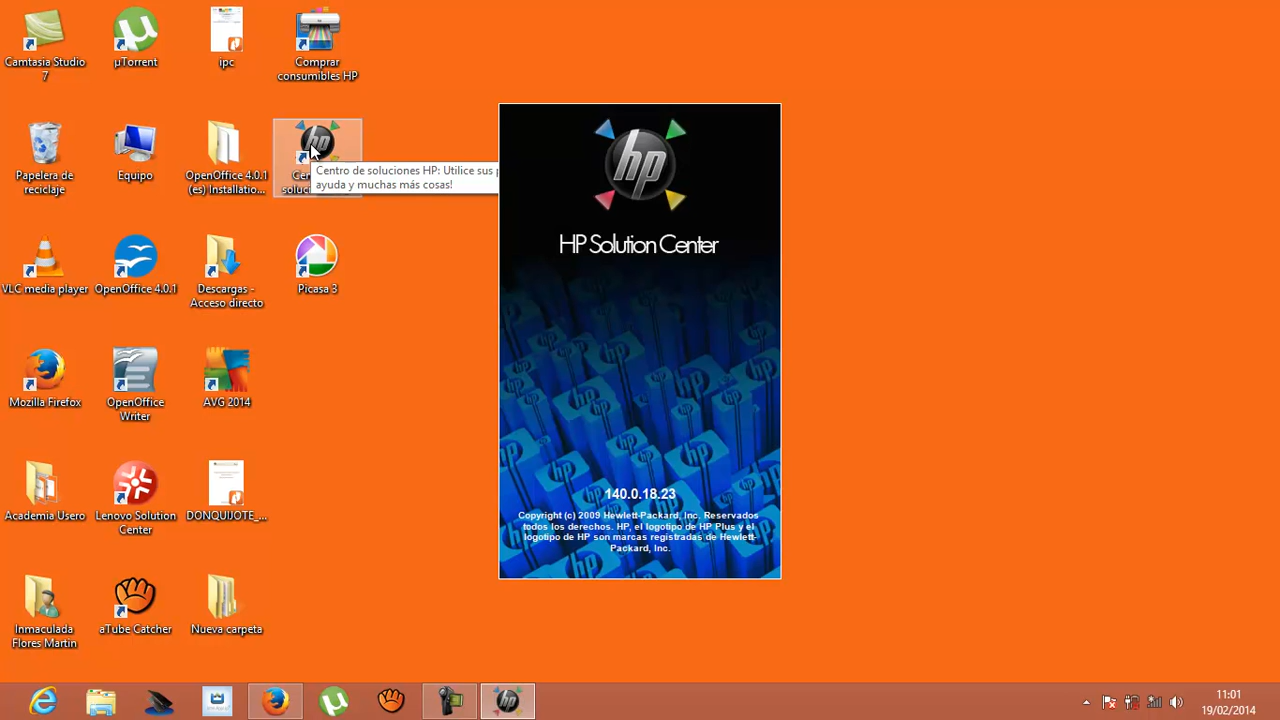 Camtasia Studio
7
µTorrent
ipc
Comprar
consumibles HP
Papelera de
reciclaje
Equipo
OpenOffice 4.0.1
(es) Installatio...
hp
Centro de soluciones HP: Utilice sus
ayuda y muchas más cosas!
VLC media player
OpenOffice 4.0.1
Descargas -
Acceso directo
Picasa 3
Mozilla Firefox
OpenOffice
Writer
AVG 2014
Academia Usero
Lenovo Solution
Center
DONQUIJOTE_...
Inmaculada
Flores Martin
aTube Catcher
Nueva carpeta
hp
HP Solution Center
140.0.18.23
Copyright (c) 2009 Hewlett-Packard, Inc. Reservados
todos los derechos. HP, el logotipo de HP Plus y el
logotipo de HP son marcas registradas de Hewlett-
Packard, Inc.
11:01
19/02/2014